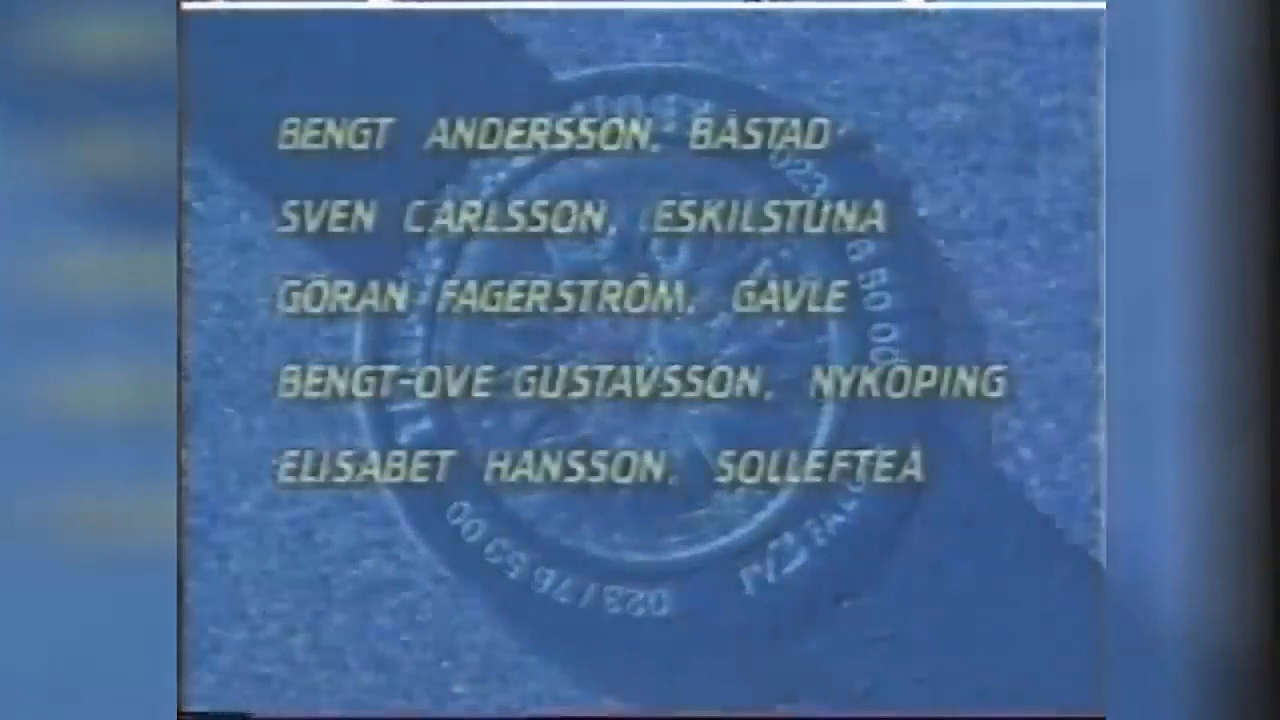 BENGT ANDERSSON, BÅSTAD
SVEN CARLSSON, ESKILSTUNA
GÖRAN FAGERSTRÖM, GÄVLE
BENGT-OVE GUSTAVSSON, NYKÖPING
ELISABET HANSSON, SOLLEFTEÅ
023/76 53 00